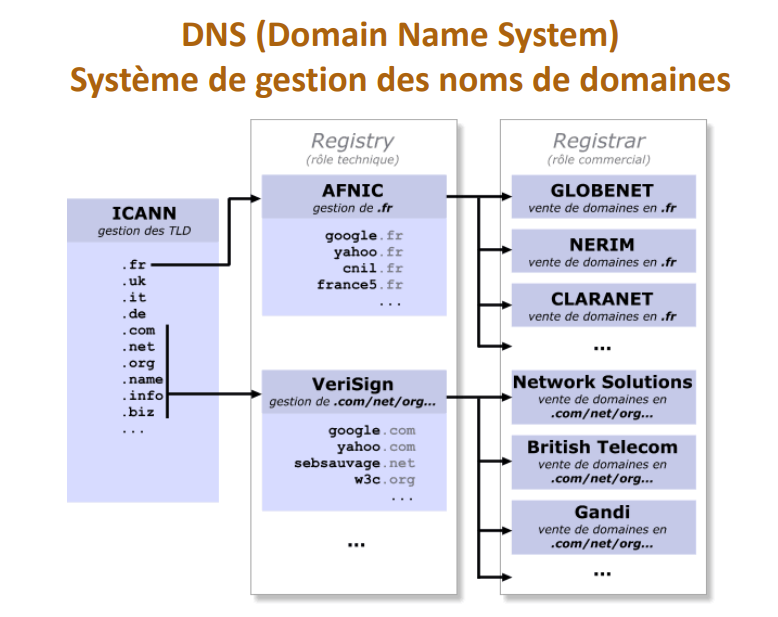 DNS (Domain Name System)
Système de gestion des noms de domaines
ICANN
gestion des TLD
.fr
.uk
.it
.de
.com
.net
.org
.name
.info
.biz
...
Registry
(rôle technique)
AFNIC
gestion de .fr
google.fr
yahoo.fr
cnil.fr
france5.fr
...
VeriSign
gestion de .com/net/org...
google.com
yahoo.com
sebsauvage.net
w3c.org
...
...
Registrar
(rôle commercial)
GLOBENET
vente de domaines en .fr
NERIM
vente de domaines en .fr
CLARANET
vente de domaines en .fr
...
Network Solutions
vente de domaines en
.com/net/org...
British Telecom
vente de domaines en
.com/net/org...
Gandi
vente de domaines en
.com/net/org...
...